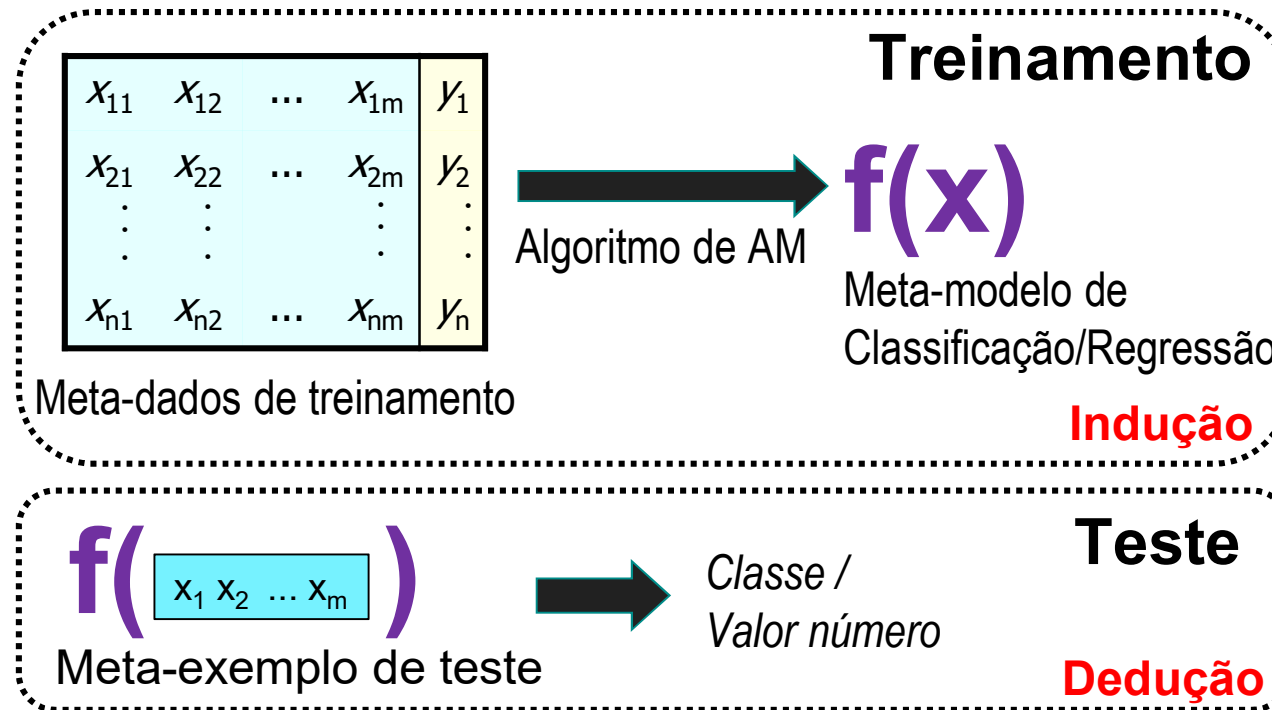 Treinamento
x11 x12 ... x1m y1
x21 x22 ... x2m y2
. . . .
. . . .
. . . .
xn1 xn2 ... xnm yn
Algoritmo de AM
f(x)
Meta-modelo de
Classificação/Regressão
Meta-dados de treinamento
Indução
Teste
f( x1 x2 ... xm )
Classe /
Valor número
Meta-exemplo de teste
Dedução